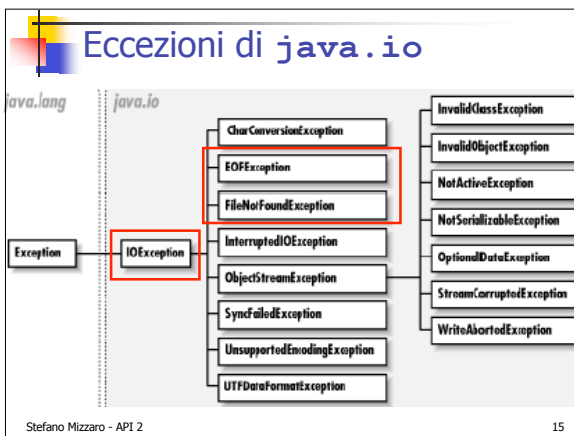 Eccezioni di java.io
java.lang
java.io
Exception
IOException
CharConversionException
EOFException
FileNotFoundException
InterruptedIOException
ObjectStreamException
SyncFailedException
UnsupportedEncodingException
UTFDataFormatException
InvalidClassException
InvalidObjectException
NotActiveException
NotSerializableException
OptionalDataException
StreamCorruptedException
WriteAbortedException
Stefano Mizzaro - API 2
15